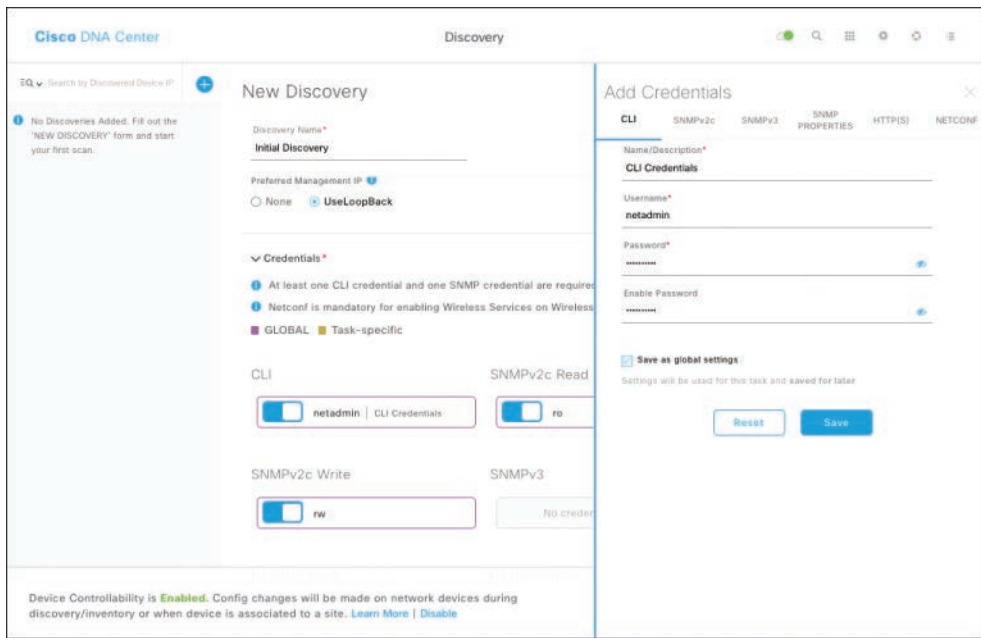 Cisco DNA Center
Discovery
Search by Discovered Device IP
No Discoveries Added. Fill out the
'NEW DISCOVERY' form and start
your first scan.
New Discovery
Discovery Name*
Initial Discovery
Preferred Management IP
None
UseLoopBack
Credentials*
At least one CLI credential and one SNMP credential are required
Netconf is mandatory for enabling Wireless Services on Wireless
GLOBAL Task-specific
CLI
SNMPv2c Read
netadmin | CLI Credentials
ro
SNMPv2c Write
SNMPv3
rw
No creden
Device Controllability is Enabled. Config changes will be made on network devices during
discovery/inventory or when device is associated to a site. Learn More | Disable
Add Credentials
CLI
SNMPv2c
SNMPv3
SNMP
PROPERTIES
HTTP(S)
NETCONF
Name/Description*
CLI Credentials
Username*
netadmin
Password*
Enable Password
Save as global settings
Settings will be used for this task and saved for later
Reset
Save